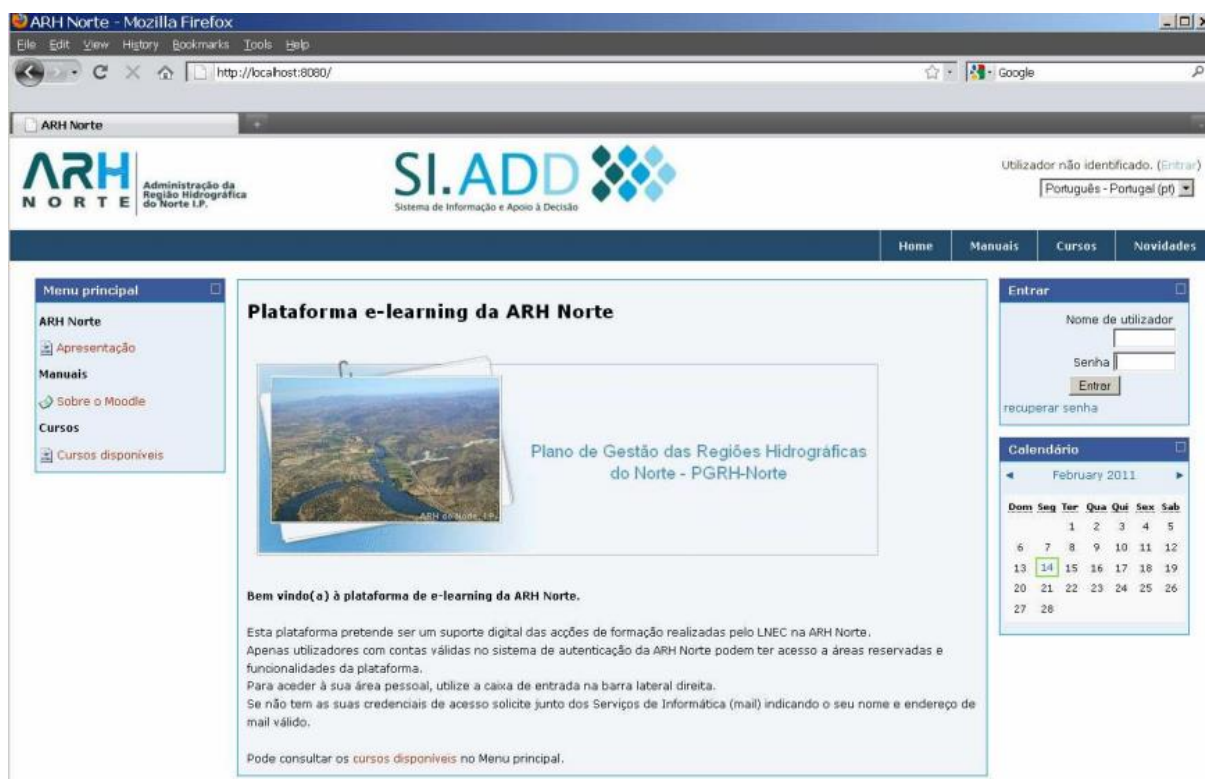 ARH Norte - Mozilla Firefox
File Edit View History Bookmarks Tools Help
http://localhost:8080/
Google
ARH Norte
ARH
NORTE
Administração da
Região Hidrográfica
do Norte I.P.
SI.ADD
Sistema de Informação e Apoio à Decisão
Utilizador não identificado. (Entrar)
Português - Portugal (pt)
Home Manuais Cursos Novidades
Menu principal
ARH Norte
Apresentação
Manuais
Sobre o Moodle
Cursos
Cursos disponíveis
Plataforma e-learning da ARH Norte
Plano de Gestão das Regiões Hidrográficas
do Norte - PGRH-Norte
ARH do Norte, I.P.
Bem vindo(a) à plataforma de e-learning da ARH Norte.
Esta plataforma pretende ser um suporte digital das acções de formação realizadas pelo LNEC na ARH Norte.
Apenas utilizadores com contas válidas no sistema de autenticação da ARH Norte podem ter acesso a áreas reservadas e
funcionalidades da plataforma.
Para aceder à sua área pessoal, utilize a caixa de entrada na barra lateral direita.
Se não tem as suas credenciais de acesso solicite junto dos Serviços de Informática (mail) indicando o seu nome e endereço de
mail válido.
Pode consultar os cursos disponíveis no Menu principal.
Entrar
Nome de utilizador
Senha
Entrar
recuperar senha
Calendário
February 2011
Dom Seg Ter Qua Qui Sex Sab
1 2 3 4 5
6 7 8 9 10 11 12
13 14 15 16 17 18 19
20 21 22 23 24 25 26
27 28